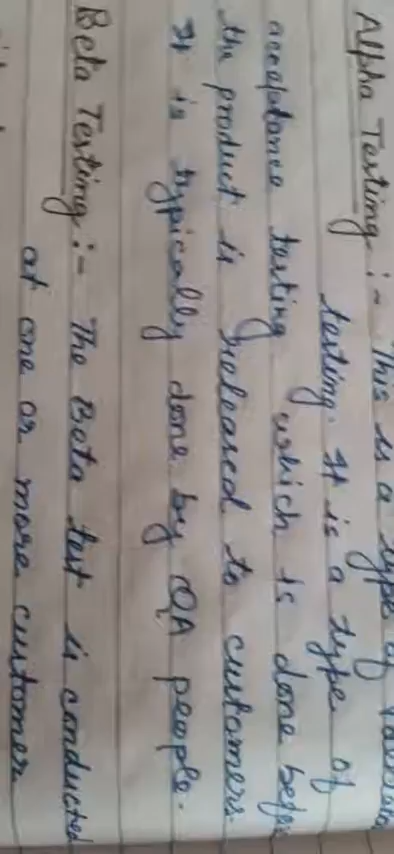 Alpha Testing :- This is a type of
testing. It is a type of
acceptance testing which is done before
the product is released to customers.
It is typically done by QA people.
Beta Testing :- The Beta test is conducted
at one or more customer